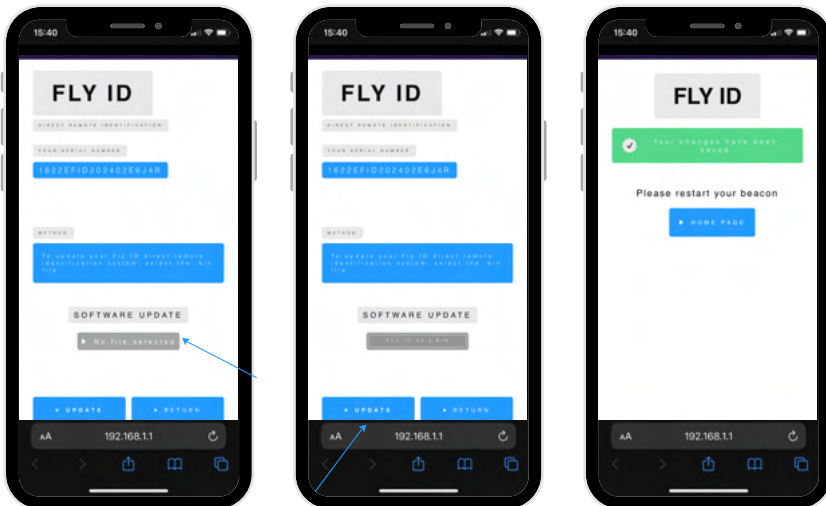 15:40
FLY ID
DIRECT REMOTE IDENTIFICATION
YOUR SERIAL NUMBER
1622EFID202402E6J4R
METHOD
To update your Fly ID direct remote
identification system, select the .bin
file
SOFTWARE UPDATE
No file selected
UPDATE
RETURN
AA
192.168.1.1
15:40
FLY ID
DIRECT REMOTE IDENTIFICATION
YOUR SERIAL NUMBER
1622EFID202402E6J4R
METHOD
To update your Fly ID direct remote
identification system, select the .bin
file
SOFTWARE UPDATE
FLY ID
BIN
UPDATE
RETURN
AA
192.168.1.1
15:40
FLY ID
Your changes have been
saved
Please restart your beacon
HOME PAGE
AA
192.168.1.1